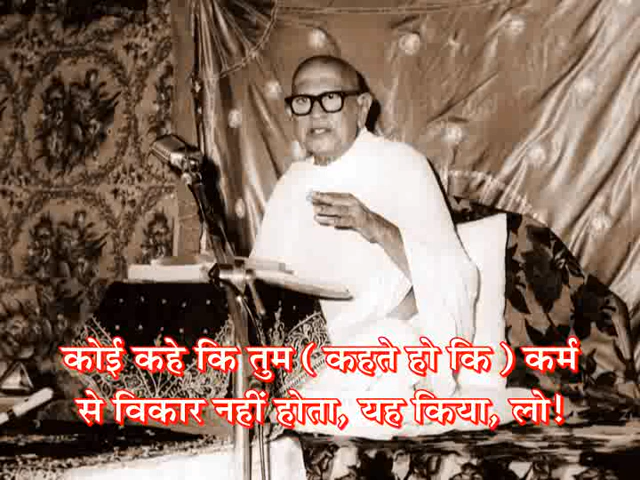 कोई कहे कि तुम ( कहते हो कि ) कर्म
से विकार नहीं होता, यह किया, लो!